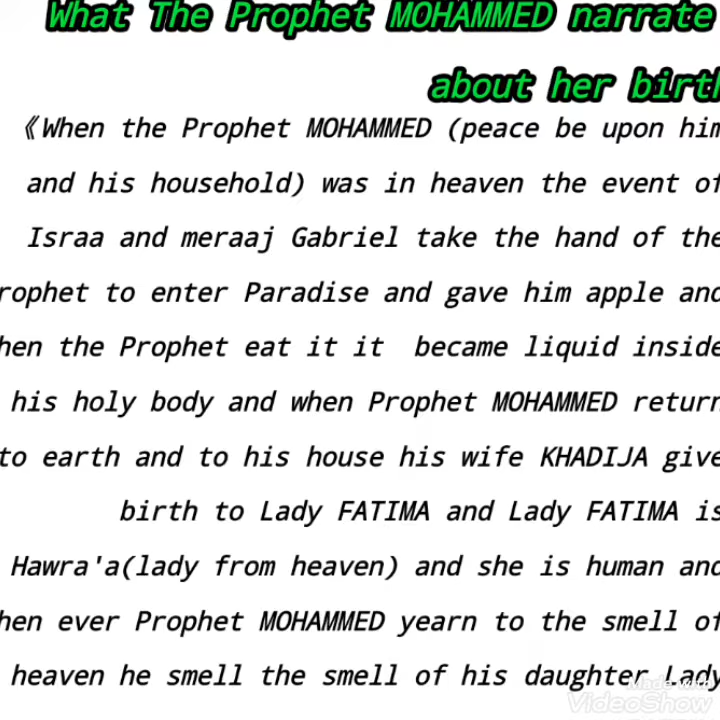 What The Prophet MOHAMMED narrate
about her birth
《When the Prophet MOHAMMED (peace be upon him
and his household) was in heaven the event of
Israa and meraaj Gabriel take the hand of the
rophet to enter Paradise and gave him apple and
hen the Prophet eat it it became liquid inside
his holy body and when Prophet MOHAMMED return
to earth and to his house his wife KHADIJA give
birth to Lady FATIMA and Lady FATIMA is
Hawra'a(lady from heaven) and she is human and
hen ever Prophet MOHAMMED yearn to the smell of
heaven he smell the smell of his daughter Lady
Made with
VideoShow